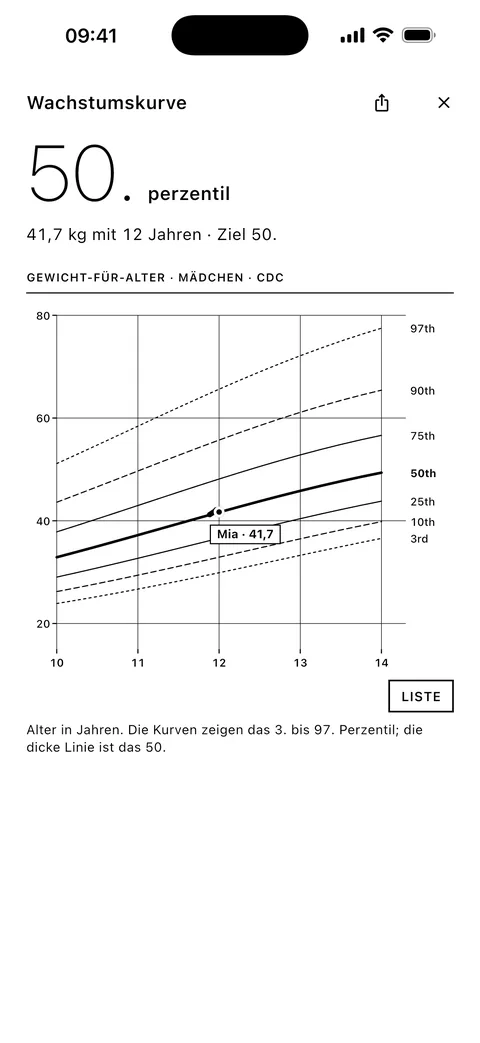 09:41
Wachstumskurve
50. perzentil
41,7 kg mit 12 Jahren · Ziel 50.
GEWICHT-FÜR-ALTER · MÄDCHEN · CDC
80
97th
90th
60
75th
50th
25th
40
10th
Mia · 41,7
3rd
20
10 11 12 13 14
LISTE
Alter in Jahren. Die Kurven zeigen das 3. bis 97. Perzentil; die
dicke Linie ist das 50.